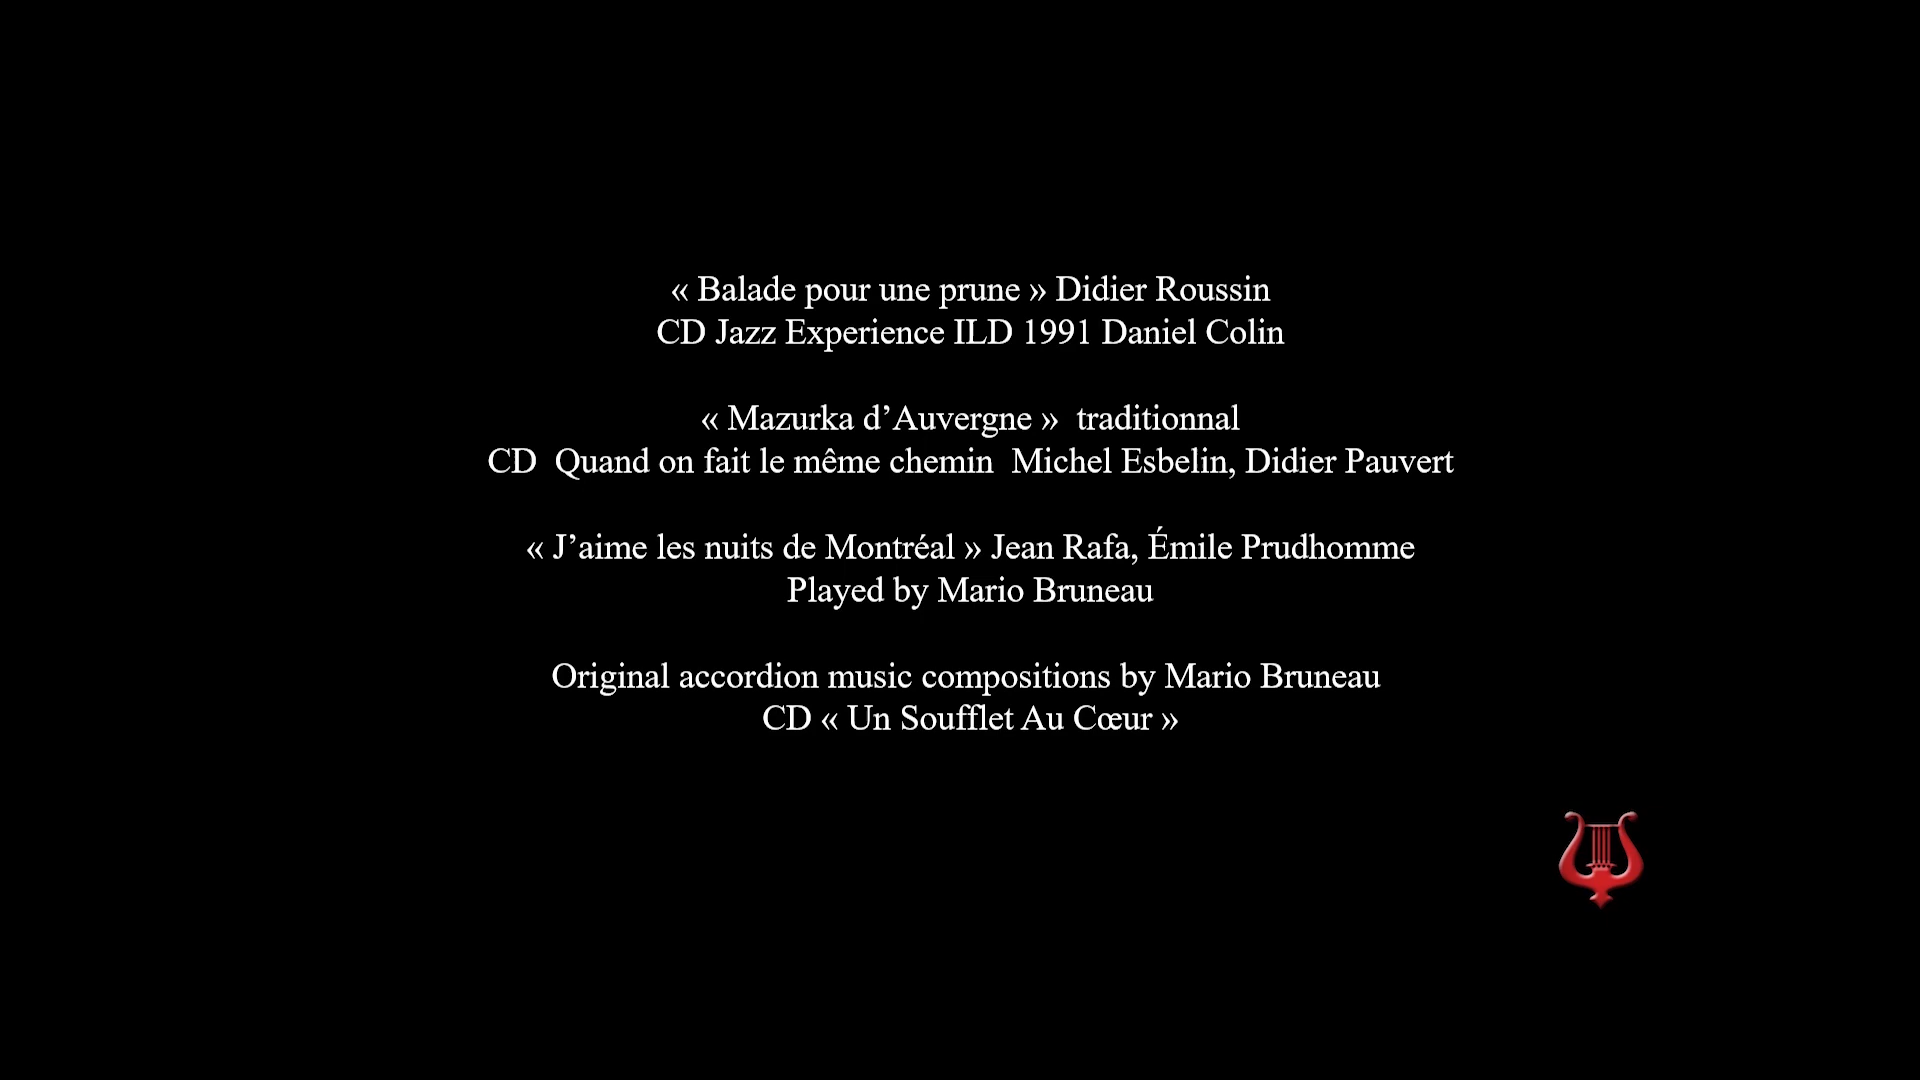 « Balade pour une prune » Didier Roussin
CD Jazz Experience ILD 1991 Daniel Colin
« Mazurka d’Auvergne »  traditionnal
CD  Quand on fait le même chemin  Michel Esbelin, Didier Pauvert
« J’aime les nuits de Montréal » Jean Rafa, Émile Prudhomme
Played by Mario Bruneau
Original accordion music compositions by Mario Bruneau
CD « Un Soufflet Au Cœur »